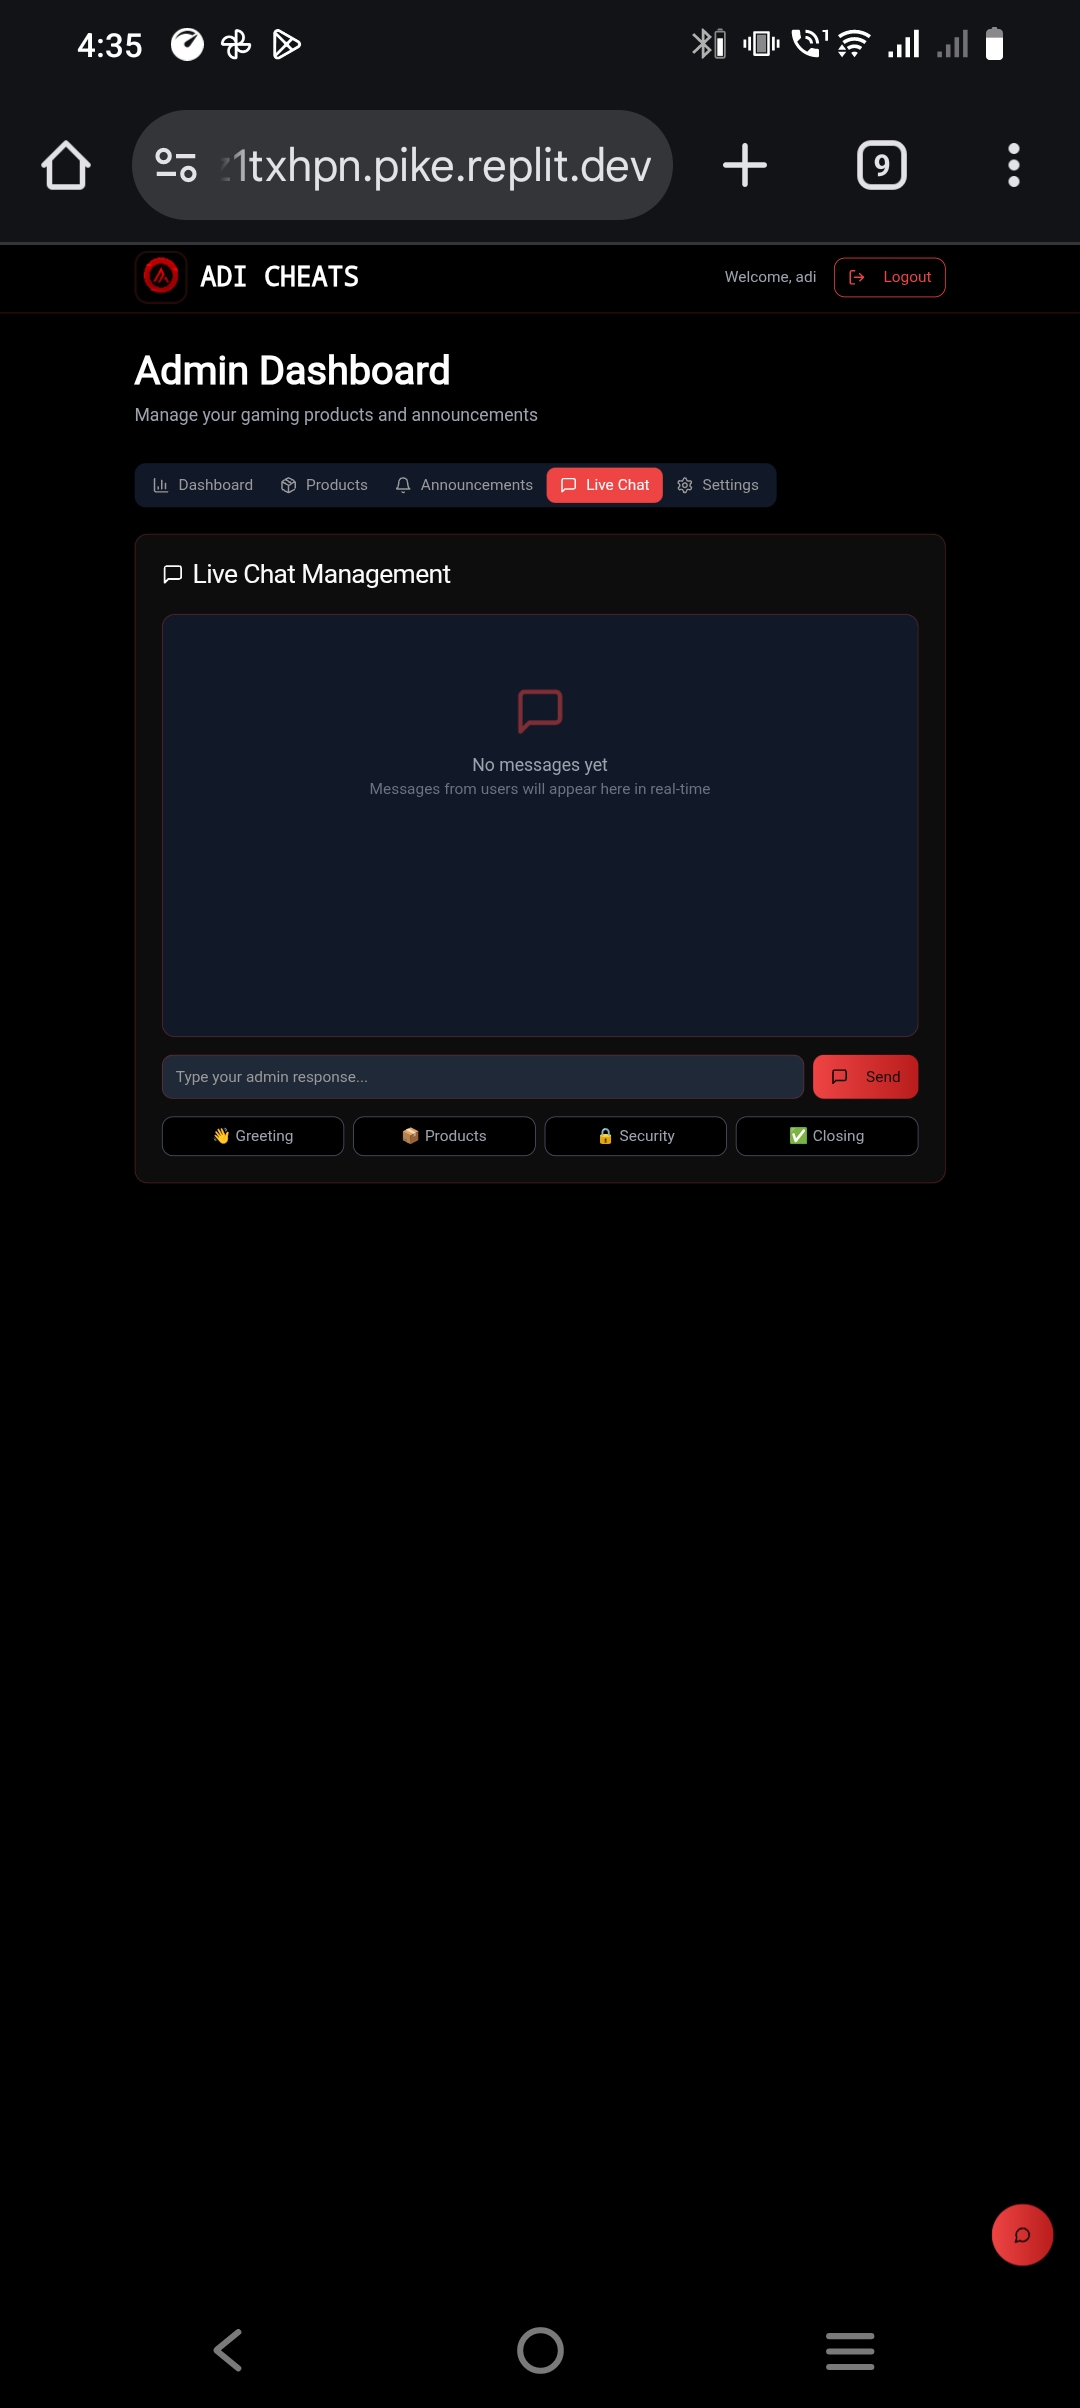 4:35
1
z1txhpn.pike.replit.dev
9
ADI CHEATS
Welcome, adi
Logout
Admin Dashboard
Manage your gaming products and announcements
Dashboard
Products
Announcements
Live Chat
Settings
Live Chat Management
No messages yet
Messages from users will appear here in real-time
Type your admin response...
Send
👋 Greeting
📦 Products
🔒 Security
✅ Closing